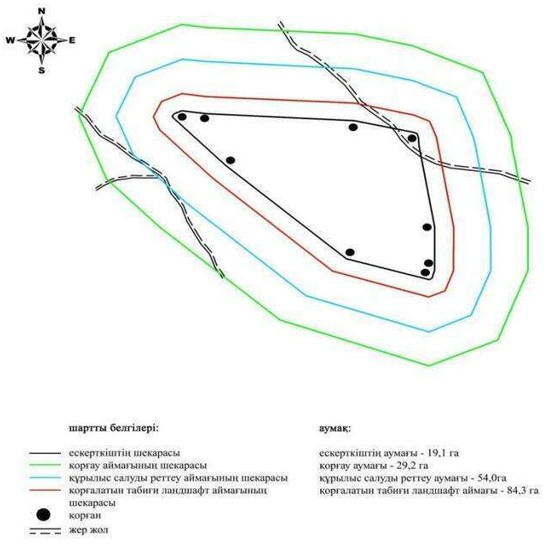 N
W E
S
шартты белгілері: аумақ:
ескерткіштің шекарасы ескерткіштің аумағы - 19,1 га
қорғау аймағының шекарасы қорғау аумағы - 29,2 га
құрылыс салуды реттеу аймағының шекарасы құрылыс салуды реттеу аумағы - 54,0га
қорғалатын табиғи ландшафт аймағының қорғалатын табиғи ландшафт аймағы - 84,3 га
шекарасы
қорған
жер жол